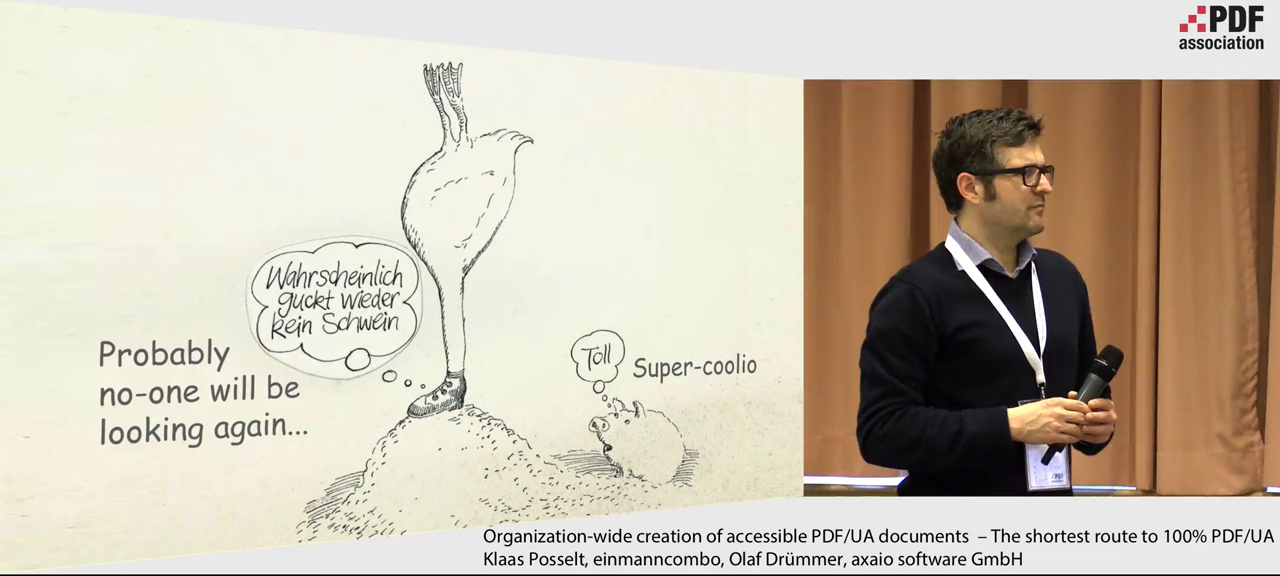 PDF
association
Wahrscheinlich
guckt wieder
kein Schwein
Probably
no-one will be
looking again...
Toll
Super-coolio
PDF
Organization-wide creation of accessible PDF/UA documents – The shortest route to 100% PDF/UA
Klaas Posselt, einmanncombo, Olaf Drümmer, axaio software GmbH